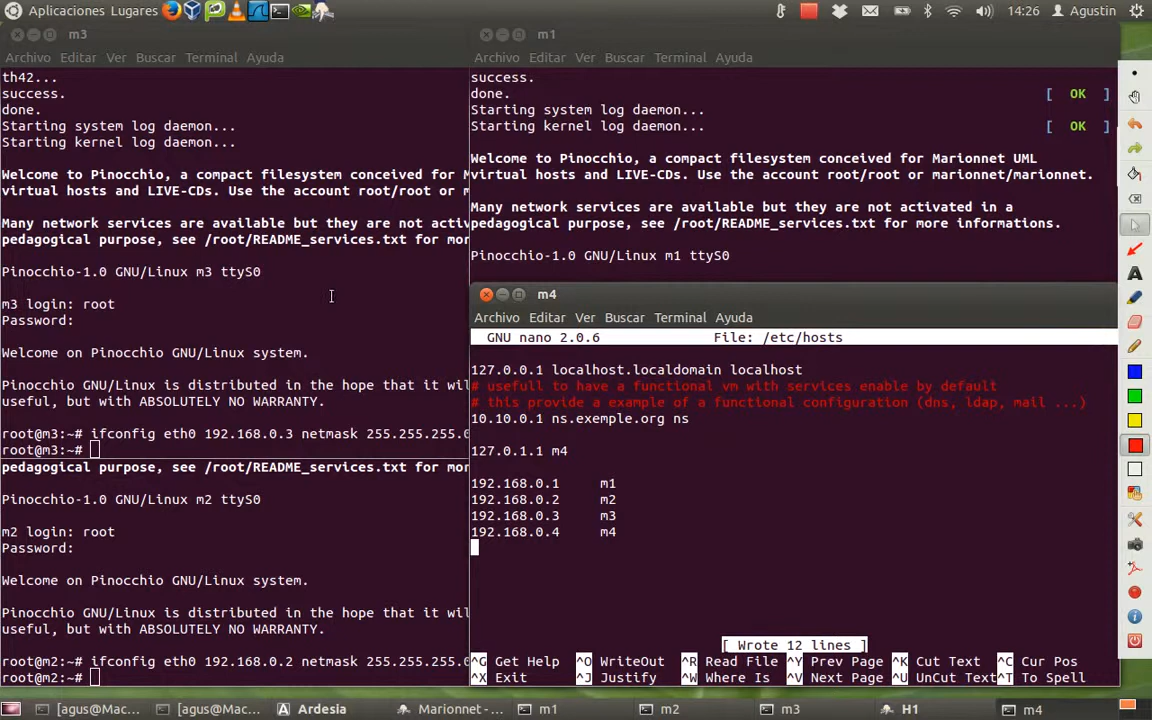 Aplicaciones Lugares
14:26
Agustin
m3
Archivo Editar Ver Buscar Terminal Ayuda
th42...
success.
done.
Starting system log daemon...
Starting kernel log daemon...
Welcome to Pinocchio, a compact filesystem conceived for M
virtual hosts and LIVE-CDs. Use the account root/root or m
Many network services are available but they are not activ
pedagogical purpose, see /root/README_services.txt for mor
Pinocchio-1.0 GNU/Linux m3 ttyS0
m3 login: root
Password:
Welcome on Pinocchio GNU/Linux system.
Pinocchio GNU/Linux is distributed in the hope that it wil
useful, but with ABSOLUTELY NO WARRANTY.
root@m3:~# ifconfig eth0 192.168.0.3 netmask 255.255.255.0
root@m3:~#
pedagogical purpose, see /root/README_services.txt for mor
Pinocchio-1.0 GNU/Linux m2 ttyS0
m2 login: root
Password:
Welcome on Pinocchio GNU/Linux system.
Pinocchio GNU/Linux is distributed in the hope that it wil
useful, but with ABSOLUTELY NO WARRANTY.
root@m2:~# ifconfig eth0 192.168.0.2 netmask 255.255.255.0
root@m2:~#
m1
Archivo Editar Ver Buscar Terminal Ayuda
success.
done. [ OK ]
Starting system log daemon...
Starting kernel log daemon... [ OK ]
Welcome to Pinocchio, a compact filesystem conceived for Marionnet UML
virtual hosts and LIVE-CDs. Use the account root/root or marionnet/marionnet.
Many network services are available but they are not activated in a
pedagogical purpose, see /root/README_services.txt for more informations.
Pinocchio-1.0 GNU/Linux m1 ttyS0
m4
Archivo Editar Ver Buscar Terminal Ayuda
GNU nano 2.0.6 File: /etc/hosts
127.0.0.1 localhost.localdomain localhost
# usefull to have a functional vm with services enable by default
# this provide a example of a functional configuration (dns, ldap, mail ...)
10.10.0.1 ns.exemple.org ns
127.0.1.1 m4
192.168.0.1 m1
192.168.0.2 m2
192.168.0.3 m3
192.168.0.4 m4
[ Wrote 12 lines ]
^G Get Help ^O WriteOut ^R Read File ^Y Prev Page ^K Cut Text ^C Cur Pos
^X Exit ^J Justify ^W Where Is ^V Next Page ^U UnCut Text ^T To Spell
[agus@Mac... [agus@Mac... Ardesia Marionnet -... m1 m2 m3 H1 m4